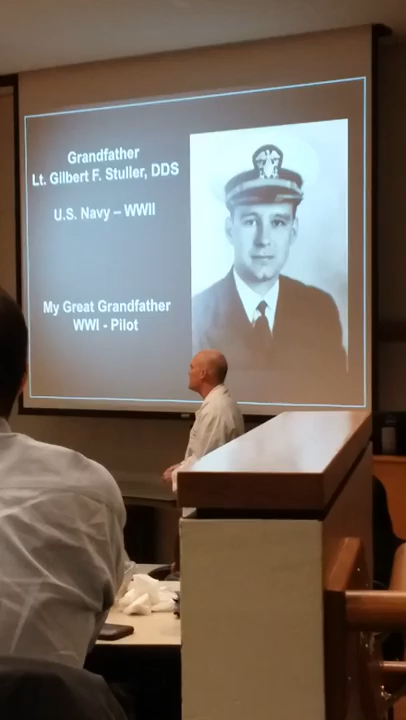 Grandfather
Lt. Gilbert F. Stuller, DDS
U.S. Navy – WWII
My Great Grandfather
WWI - Pilot